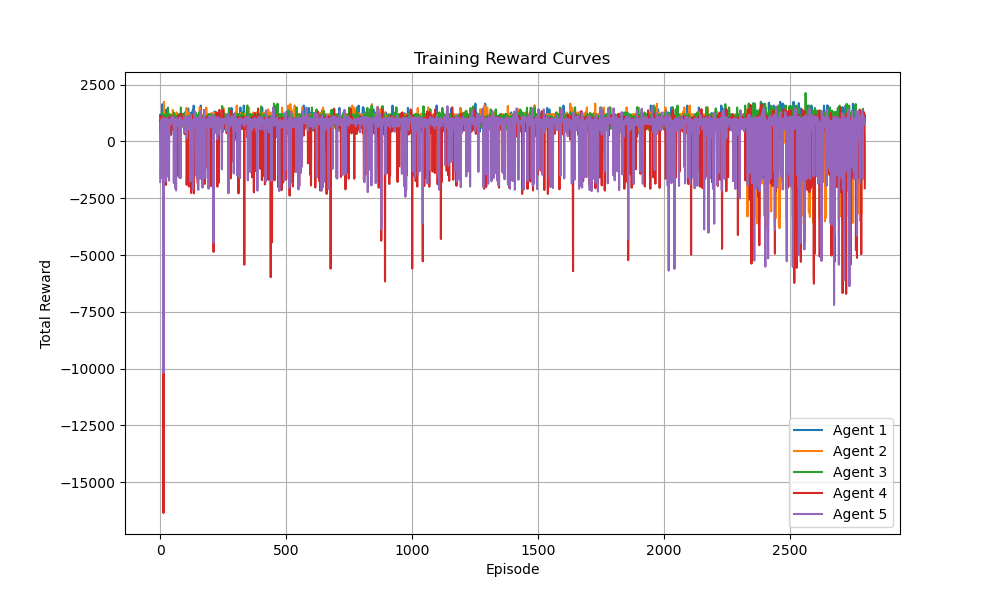 Training Reward Curves
Total Reward
2500
0
−2500
−5000
−7500
−10000
−12500
−15000
0 500 1000 1500 2000 2500
Episode
Agent 1
Agent 2
Agent 3
Agent 4
Agent 5